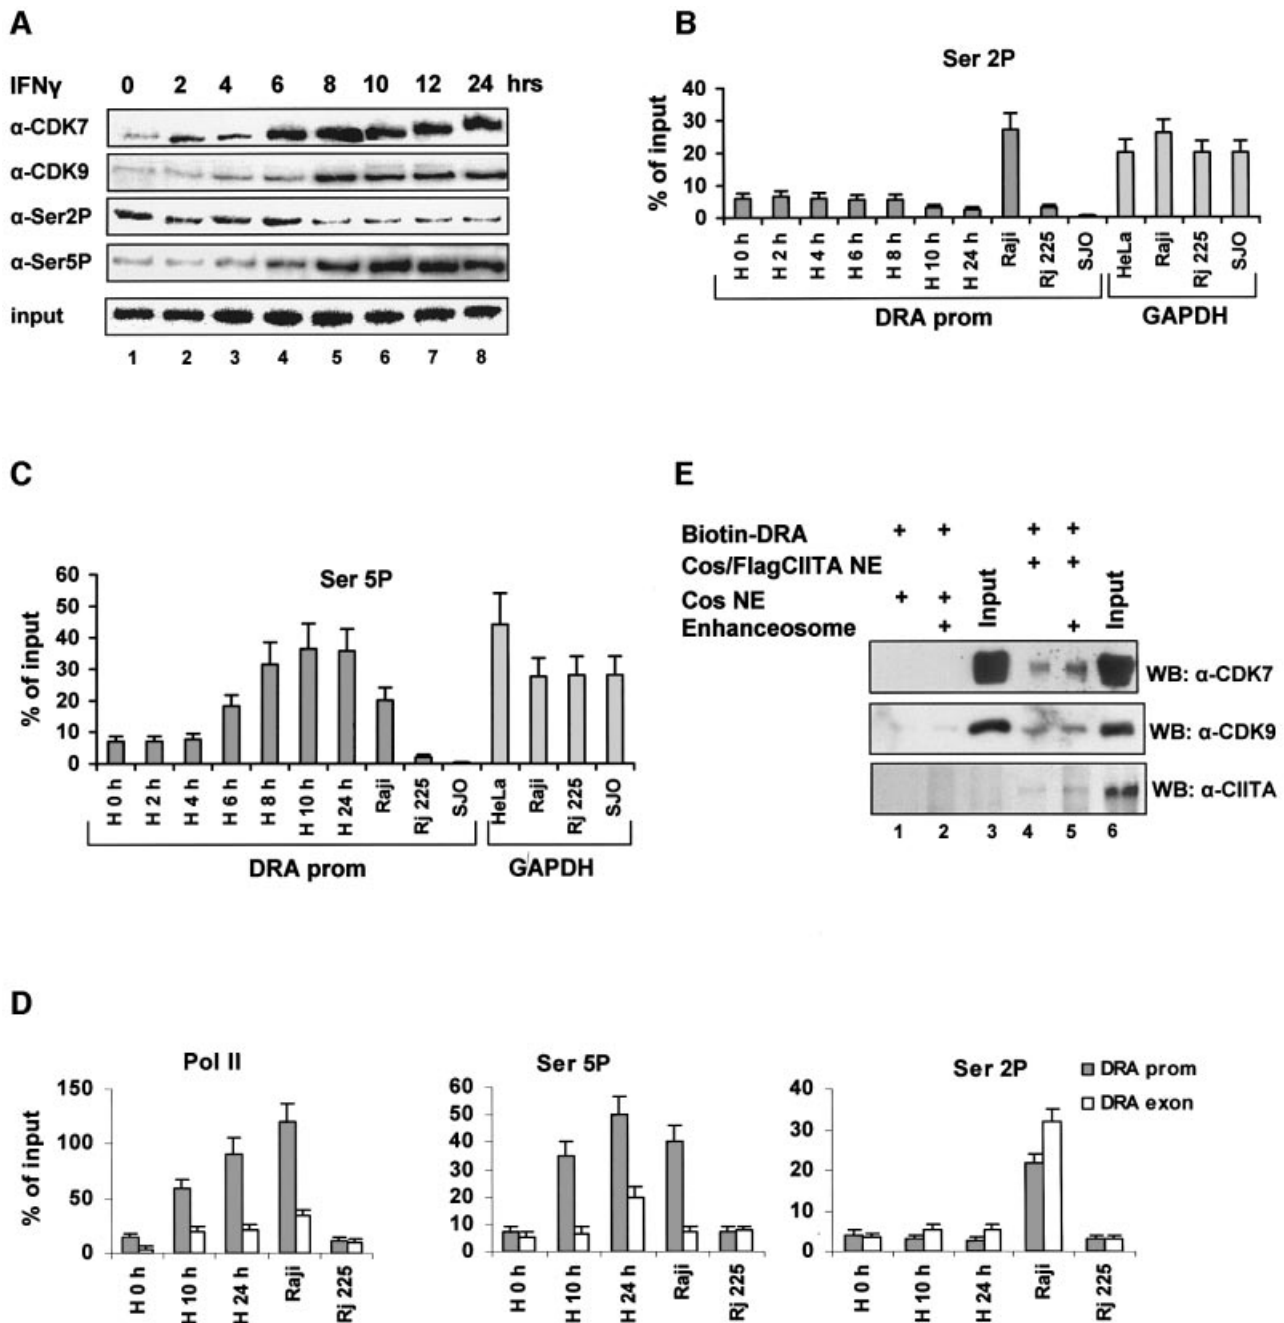 A
IFNγ 0 2 4 6 8 10 12 24 hrs
α-CDK7
α-CDK9
α-Ser2P
α-Ser5P
input
1 2 3 4 5 6 7 8
B
Ser 2P
% of input
40
30
20
10
0
H 0 h
H 2 h
H 4 h
H 6 h
H 8 h
H 10 h
H 24 h
Raji
Rj 225
SJO
HeLa
Raji
Rj 225
SJO
DRA prom
GAPDH
C
Ser 5P
% of input
60
50
40
30
20
10
0
H 0 h
H 2 h
H 4 h
H 6 h
H 8 h
H 10 h
H 24 h
Raji
Rj 225
SJO
HeLa
Raji
Rj 225
SJO
DRA prom
GAPDH
E
Biotin-DRA + + + +
Cos/FlagCIITA NE + +
Cos NE + +
Enhanceosome + +
Input
Input
WB: α-CDK7
WB: α-CDK9
WB: α-CIITA
1 2 3 4 5 6
D
Pol II
% of input
150
100
50
0
H 0 h
H 10 h
H 24 h
Raji
Rj 225
Ser 5P
60
50
40
30
20
10
0
H 0 h
H 10 h
H 24 h
Raji
Rj 225
Ser 2P
40
30
20
10
0
H 0 h
H 10 h
H 24 h
Raji
Rj 225
DRA prom
DRA exon